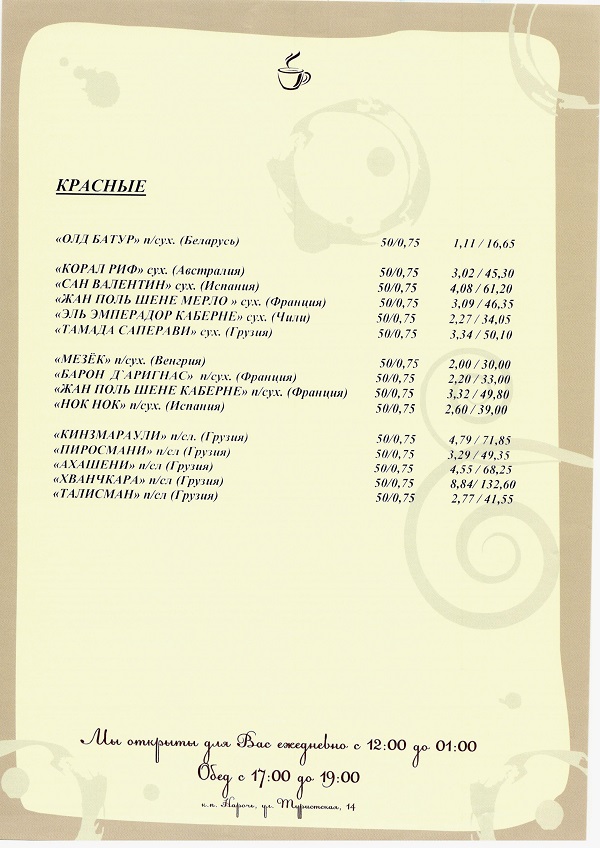 КРАСНЫЕ
«ОЛД БАТУР» п/сух. (Беларусь) 50/0,75 1,11 / 16,65
«КОРАЛ РИФ» сух. (Австралия) 50/0,75 3,02 / 45,30
«САН ВАЛЕНТИН» сух. (Испания) 50/0,75 4,08 / 61,20
«ЖАН ПОЛЬ ШЕНЕ МЕРЛО » сух. (Франция) 50/0,75 3,09 / 46,35
«ЭЛЬ ЭМПЕРАДОР КАБЕРНЕ» сух. (Чили) 50/0,75 2,27 / 34,05
«ТАМАДА САПЕРАВИ» сух. (Грузия) 50/0,75 3,34 / 50,10
«МЕЗЁК» п/сух. (Венгрия) 50/0,75 2,00 / 30,00
«БАРОН Д'АРИГНАС» п/сух. (Франция) 50/0,75 2,20 / 33,00
«ЖАН ПОЛЬ ШЕНЕ КАБЕРНЕ» п/сух. (Франция) 50/0,75 3,32 / 49,80
«НОК НОК» п/сух. (Испания) 50/0,75 2,60 / 39,00
«КИНЗМАРАУЛИ» п/сл. (Грузия) 50/0,75 4,79 / 71,85
«ПИРОСМАНИ» п/сл (Грузия) 50/0,75 3,29 / 49,35
«АХАШЕНИ» п/сл (Грузия) 50/0,75 4,55 / 68,25
«ХВАНЧКАРА» п/сл (Грузия) 50/0,75 8,84/ 132,60
«ТАЛИСМАН» п/сл (Грузия) 50/0,75 2,77 / 41,55
Мы открыты для Вас ежедневно с 12:00 до 01:00
Обед с 17:00 до 19:00
к.п. Нарочь, ул. Туристская, 14